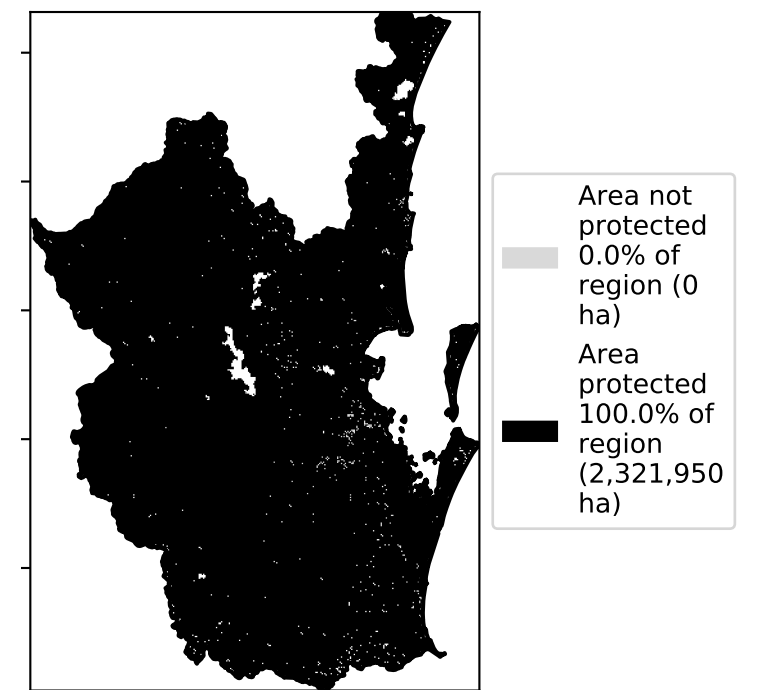 Area not
protected
0.0% of
region (0
ha)
Area
protected
100.0% of
region
(2,321,950
ha)